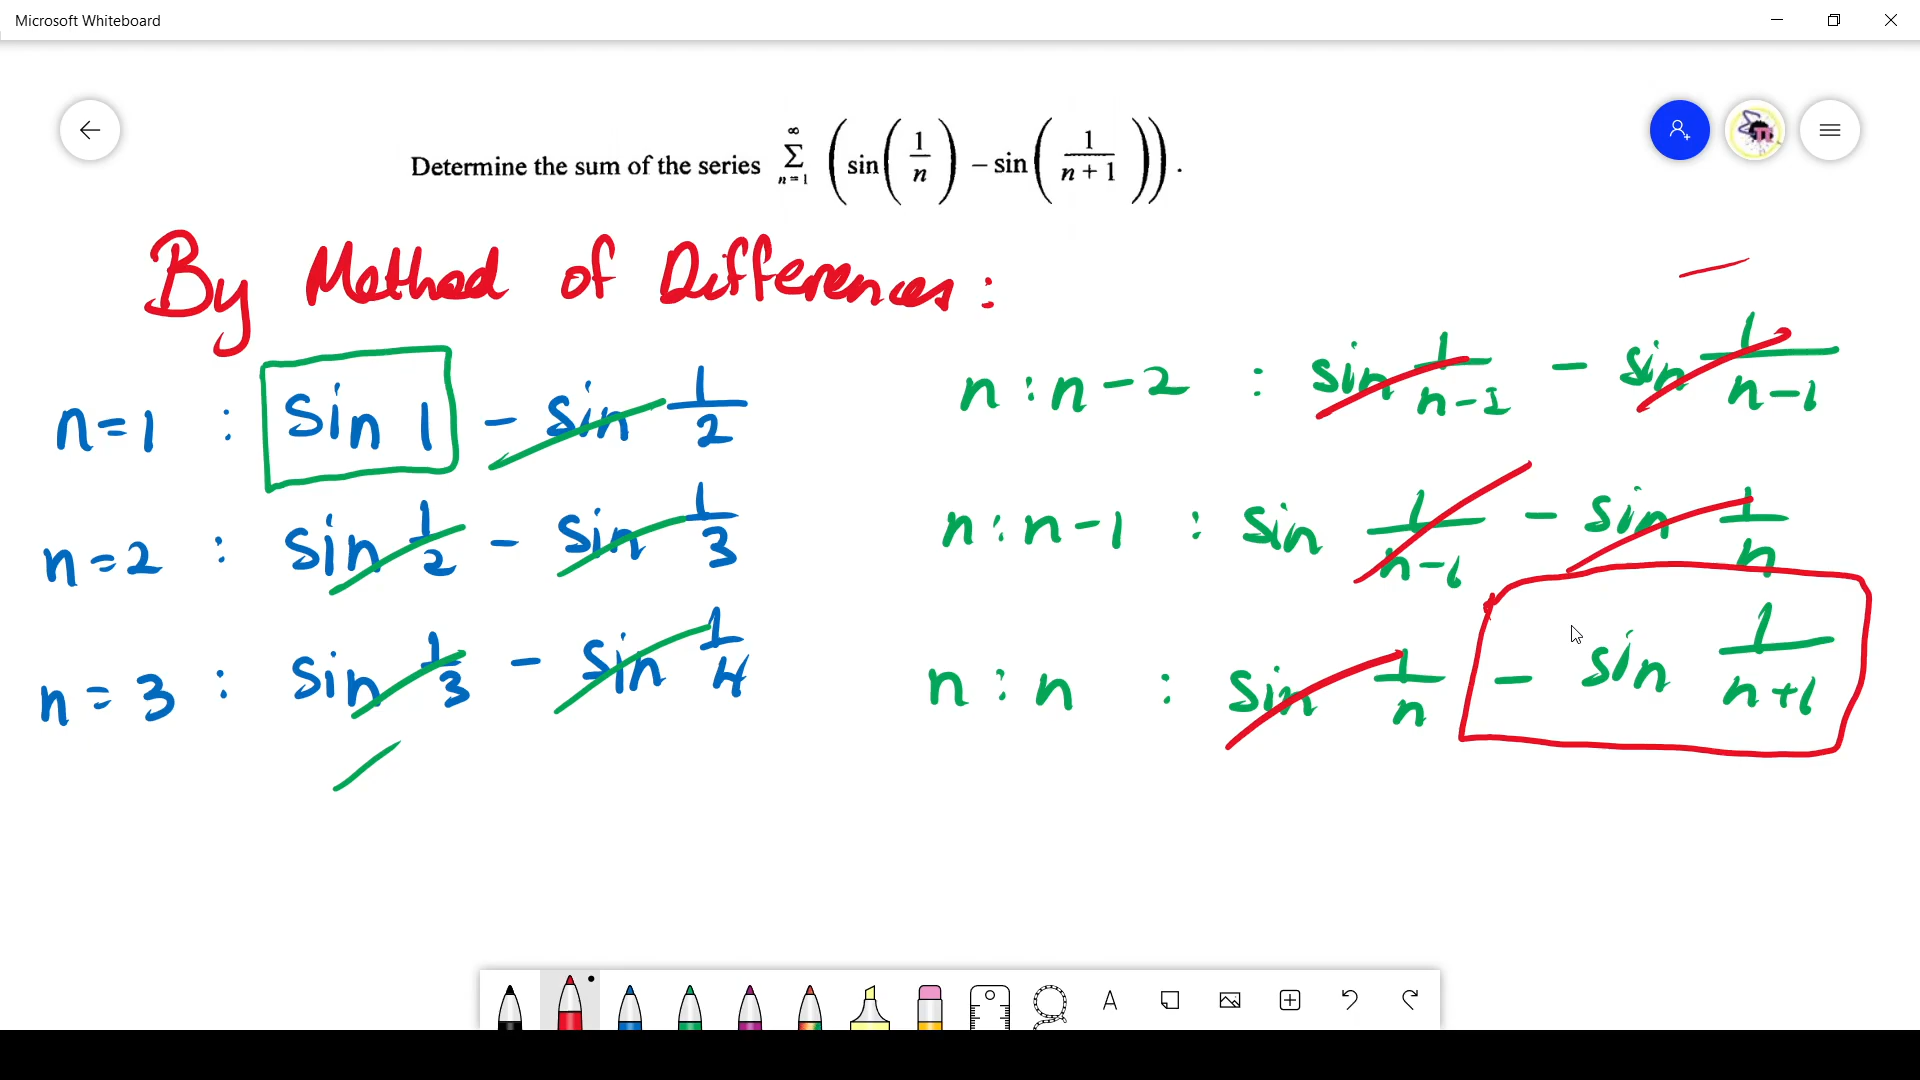 Microsoft Whiteboard
Determine the sum of the series ∑_{n=1}^{∞} (sin(1/n) − sin(1/(n+1))).
By Method of Differences:
n=1 : sin 1 − sin 1/2
n=2 : sin 1/2 − sin 1/3
n=3 : sin 1/3 − sin 1/4
n : n−2 : sin 1/(n−2) − sin 1/(n−1)
n : n−1 : sin 1/(n−1) − sin 1/n
n : n : sin 1/n − sin 1/(n+1)
A